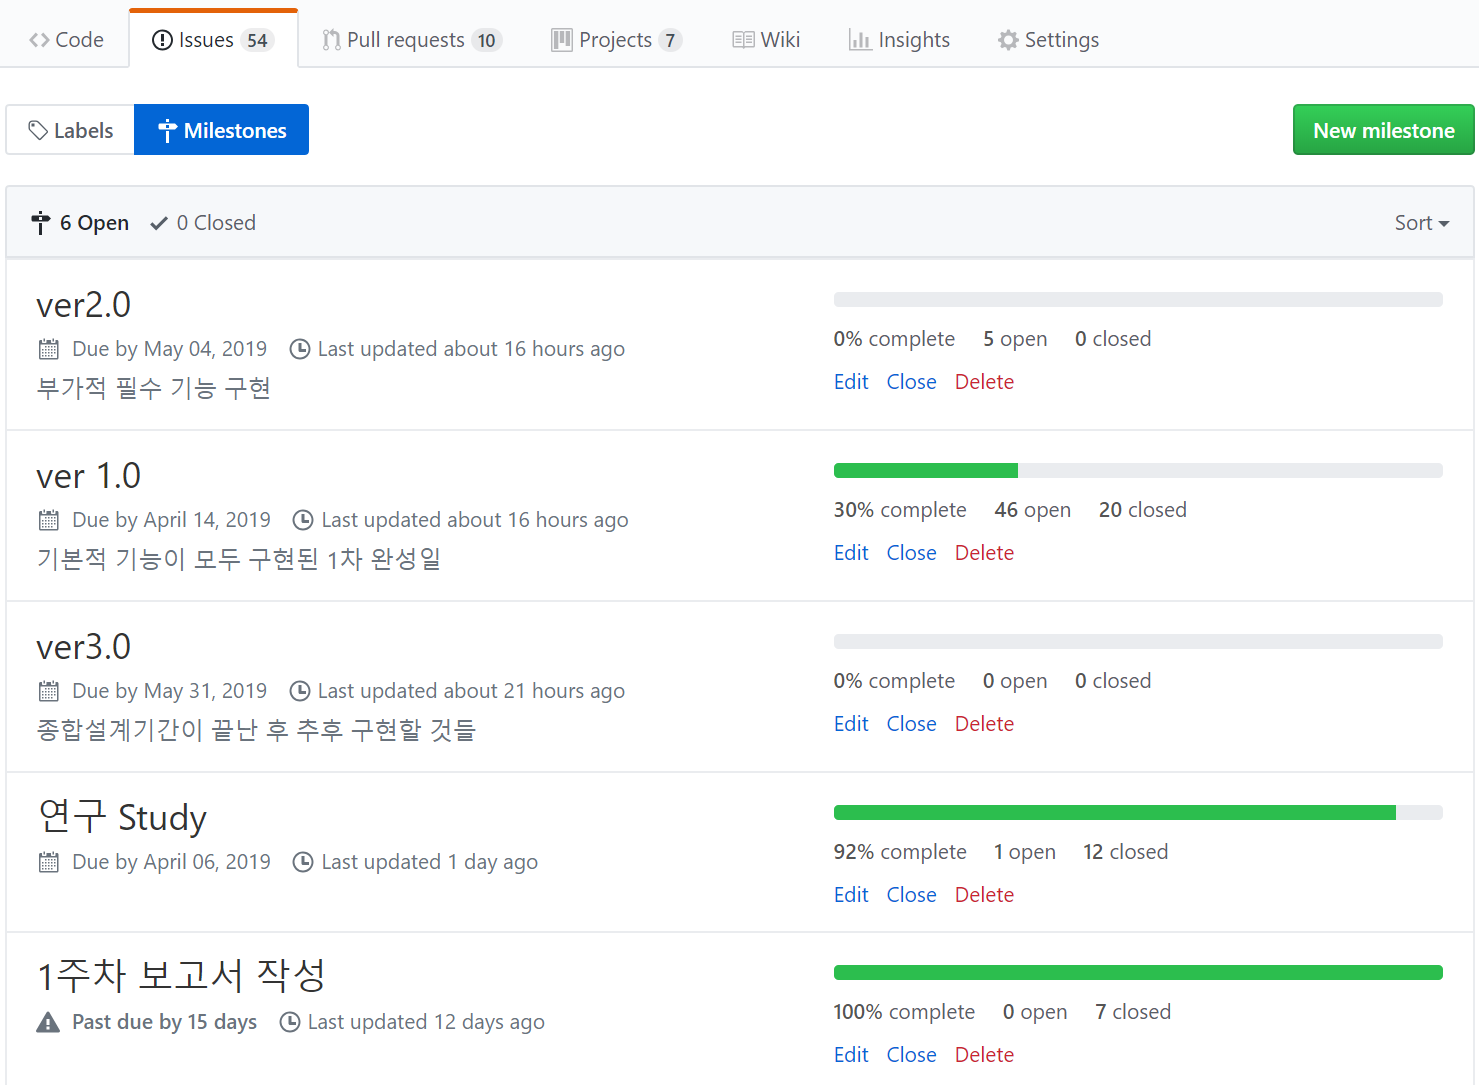 Code Issues 54 Pull requests 10 Projects 7 Wiki Insights Settings
Labels Milestones New milestone
6 Open 0 Closed Sort
ver2.0
Due by May 04, 2019 Last updated about 16 hours ago
부가적 필수 기능 구현
0% complete 5 open 0 closed
Edit Close Delete
ver 1.0
Due by April 14, 2019 Last updated about 16 hours ago
기본적 기능이 모두 구현된 1차 완성일
30% complete 46 open 20 closed
Edit Close Delete
ver3.0
Due by May 31, 2019 Last updated about 21 hours ago
종합설계기간이 끝난 후 추후 구현할 것들
0% complete 0 open 0 closed
Edit Close Delete
연구 Study
Due by April 06, 2019 Last updated 1 day ago
92% complete 1 open 12 closed
Edit Close Delete
1주차 보고서 작성
Past due by 15 days Last updated 12 days ago
100% complete 0 open 7 closed
Edit Close Delete